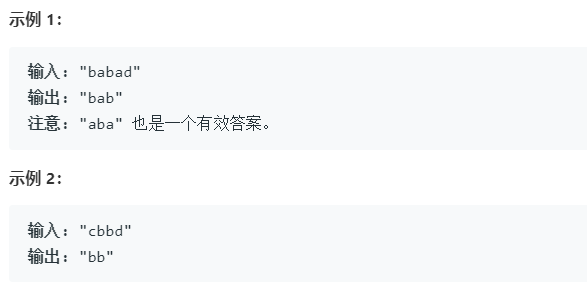 示例 1：
输入："babad"
输出："bab"
注意："aba" 也是一个有效答案。
示例 2：
输入："cbbd"
输出："bb"